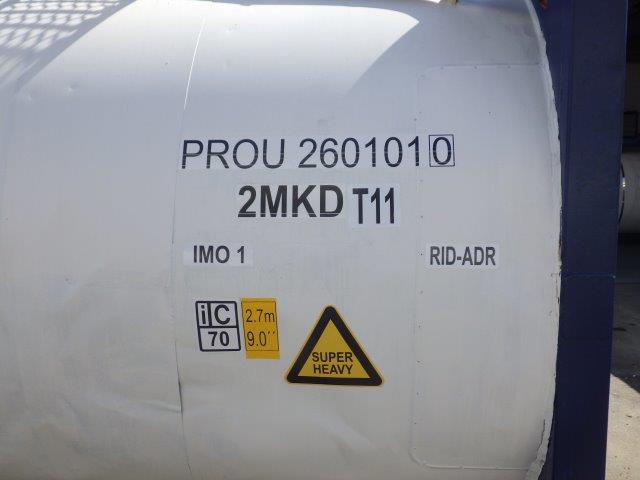 PROU 260101 0
2MKD T11
IMO 1
RID-ADR
iC
70
2.7m
9.0´´
SUPER
HEAVY